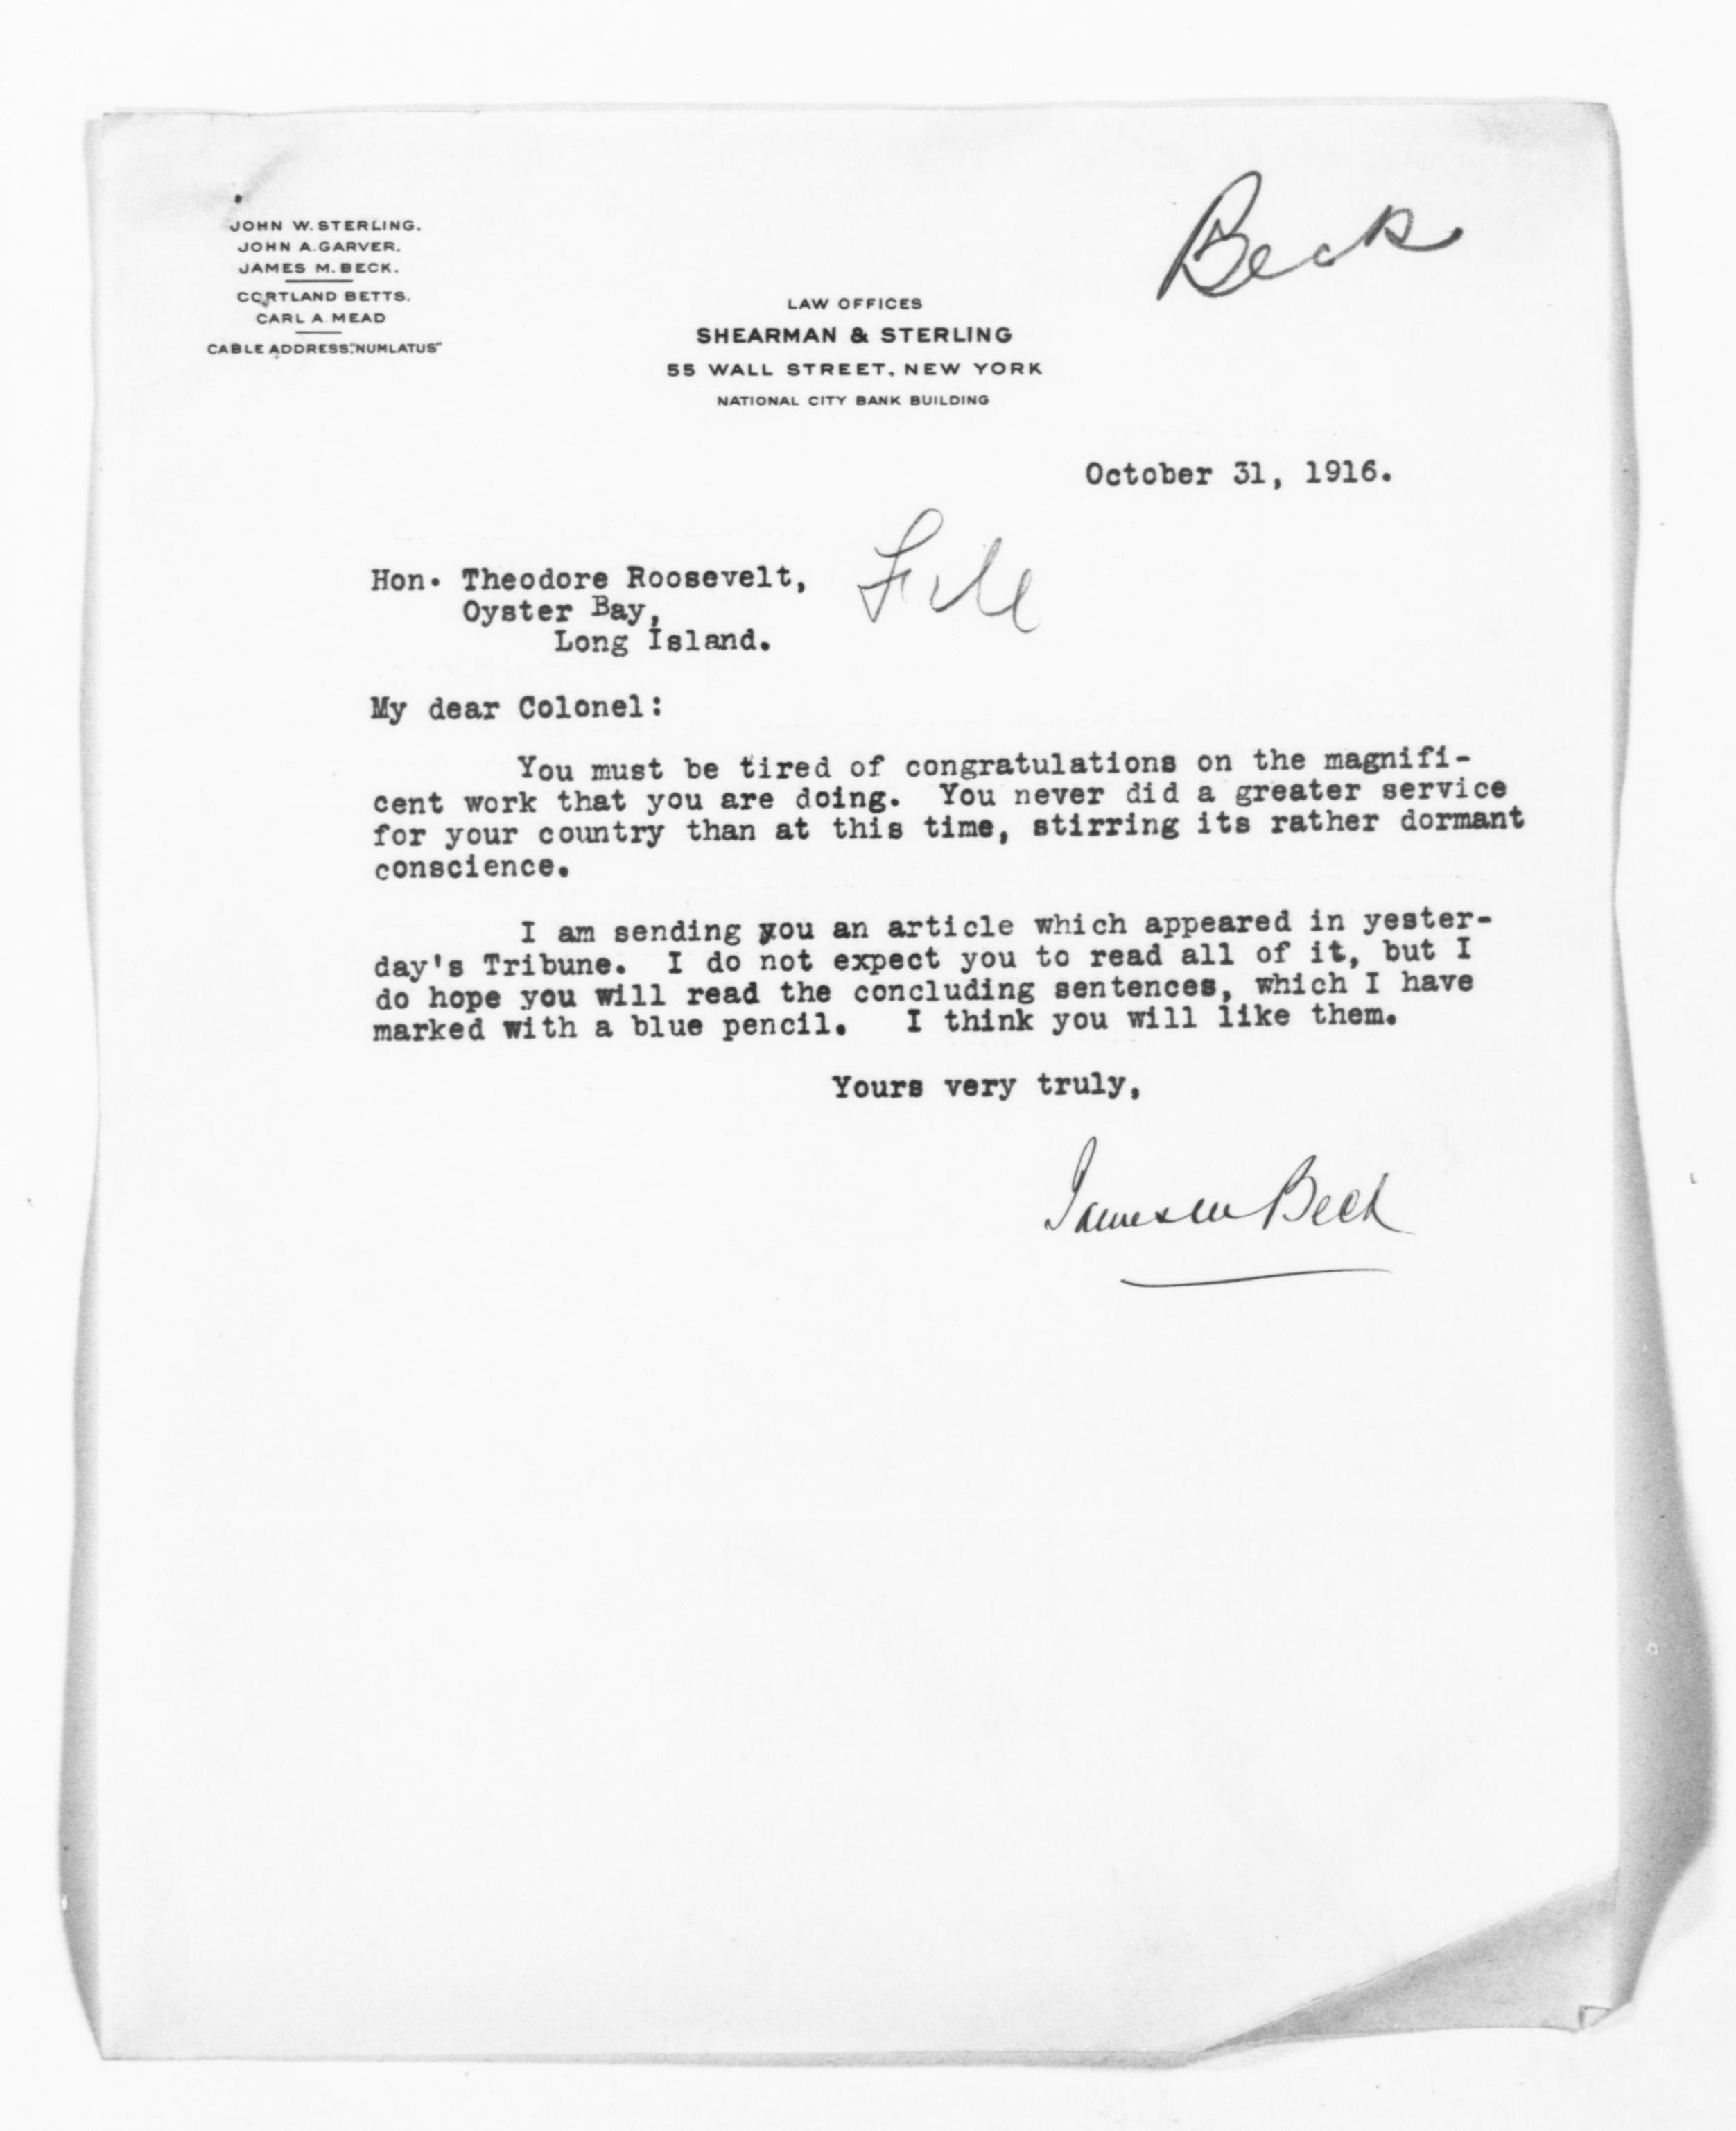 Beck
JOHN W. STERLING.
JOHN A. GARVER.
JAMES M. BECK.
CORTLAND BETTS.
CARL A. MEAD
CABLE ADDRESS,"NUMLATUS"
LAW OFFICES
SHEARMAN & STERLING
55 WALL STREET, NEW YORK
NATIONAL CITY BANK BUILDING
October 31, 1916.
File
Hon. Theodore Roosevelt,
Oyster Bay,
Long Island.
My dear Colonel:
You must be tired of congratulations on the magnifi-
cent work that you are doing. You never did a greater service
for your country than at this time, stirring its rather dormant
conscience.
I am sending you an article which appeared in yester-
day's Tribune. I do not expect you to read all of it, but I
do hope you will read the concluding sentences, which I have
marked with a blue pencil. I think you will like them.
Yours very truly,
James M Beck